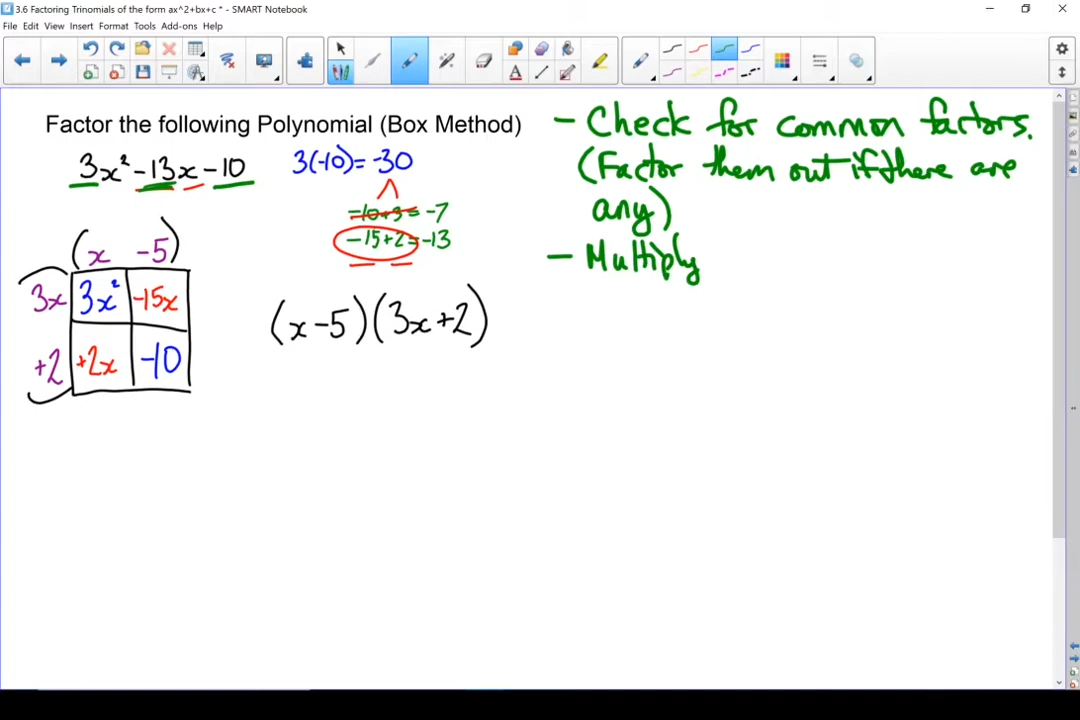 3.6 Factoring Trinomials of the form ax^2+bx+c * - SMART Notebook
File Edit View Insert Format Tools Add-ons Help
Factor the following Polynomial (Box Method)
3x² -13x -10
3(-10) = -30
-10+3 = -7
-15+2 = -13
(x -5)
3x 3x² -15x
+2 +2x -10
(x-5)(3x+2)
- Check for common factors.
(Factor them out if there are
any)
- Multiply